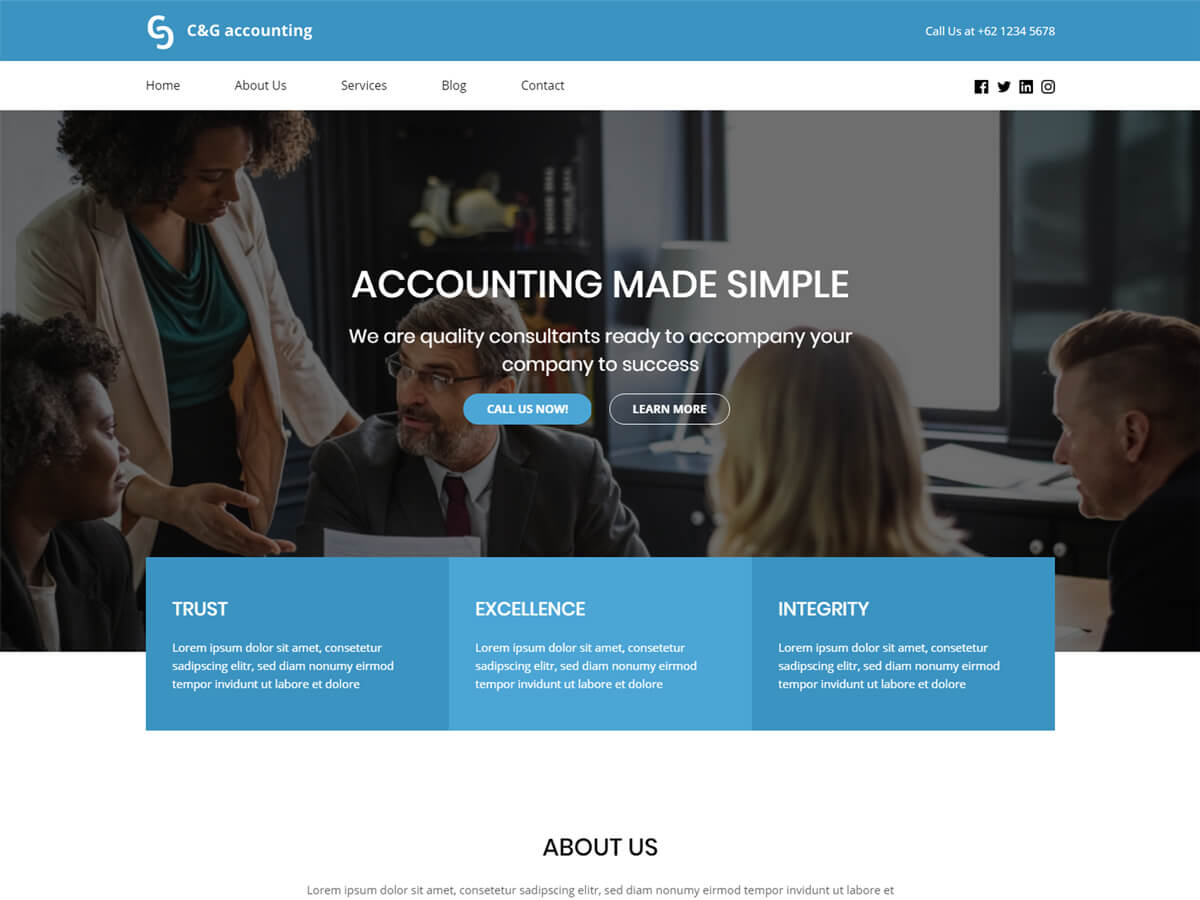 C&G accounting
Call Us at +62 1234 5678
Home About Us Services Blog Contact
ACCOUNTING MADE SIMPLE
We are quality consultants ready to accompany your
company to success
CALL US NOW! LEARN MORE
TRUST
Lorem ipsum dolor sit amet, consetetur
sadipscing elitr, sed diam nonumy eirmod
tempor invidunt ut labore et dolore
EXCELLENCE
Lorem ipsum dolor sit amet, consetetur
sadipscing elitr, sed diam nonumy eirmod
tempor invidunt ut labore et dolore
INTEGRITY
Lorem ipsum dolor sit amet, consetetur
sadipscing elitr, sed diam nonumy eirmod
tempor invidunt ut labore et dolore
ABOUT US
Lorem ipsum dolor sit amet, consetetur sadipscing elitr, sed diam nonumy eirmod tempor invidunt ut labore et